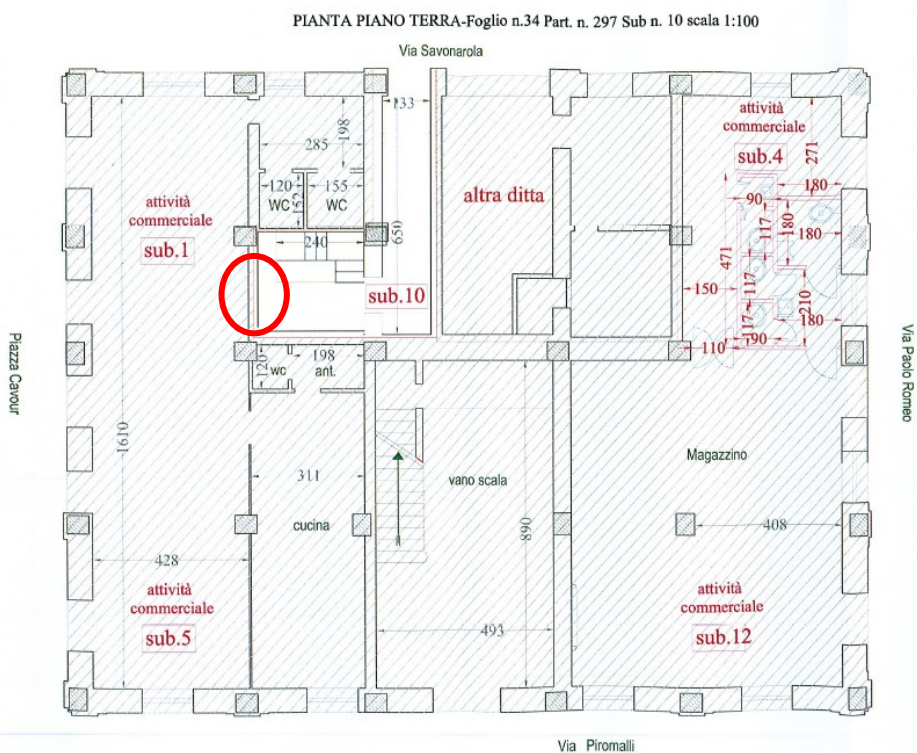 PIANTA PIANO TERRA-Foglio n.34 Part. n. 297 Sub n. 10 scala 1:100
Via Savonarola
133
198
285
attività
commerciale
sub.4
271
120
WC
152
155
WC
180
90
attività
commerciale
sub.1
altra ditta
650
240
117
180
180
471
sub.10
150
117
210
117
90
180
110
Piazza Cavour
Via Paolo Romeo
120
wc
198
ant.
1610
311
cucina
vano scala
890
Magazzino
408
428
attività
commerciale
sub.5
493
attività
commerciale
sub.12
Via Piromalli